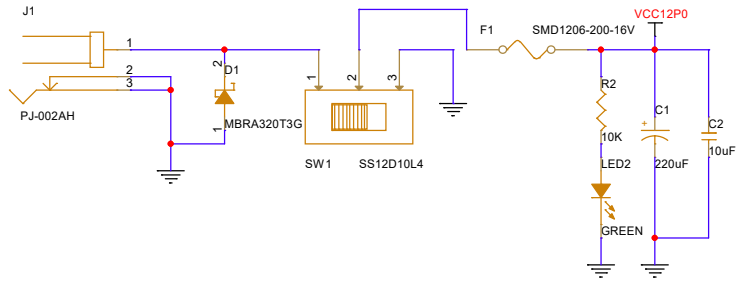 J1
VCC12P0
F1
SMD1206-200-16V
1
2
3
PJ-002AH
2
D1
1
MBRA320T3G
1
2
3
SW1
SS12D10L4
R2
10K
LED2
GREEN
C1
+
220uF
C2
10uF